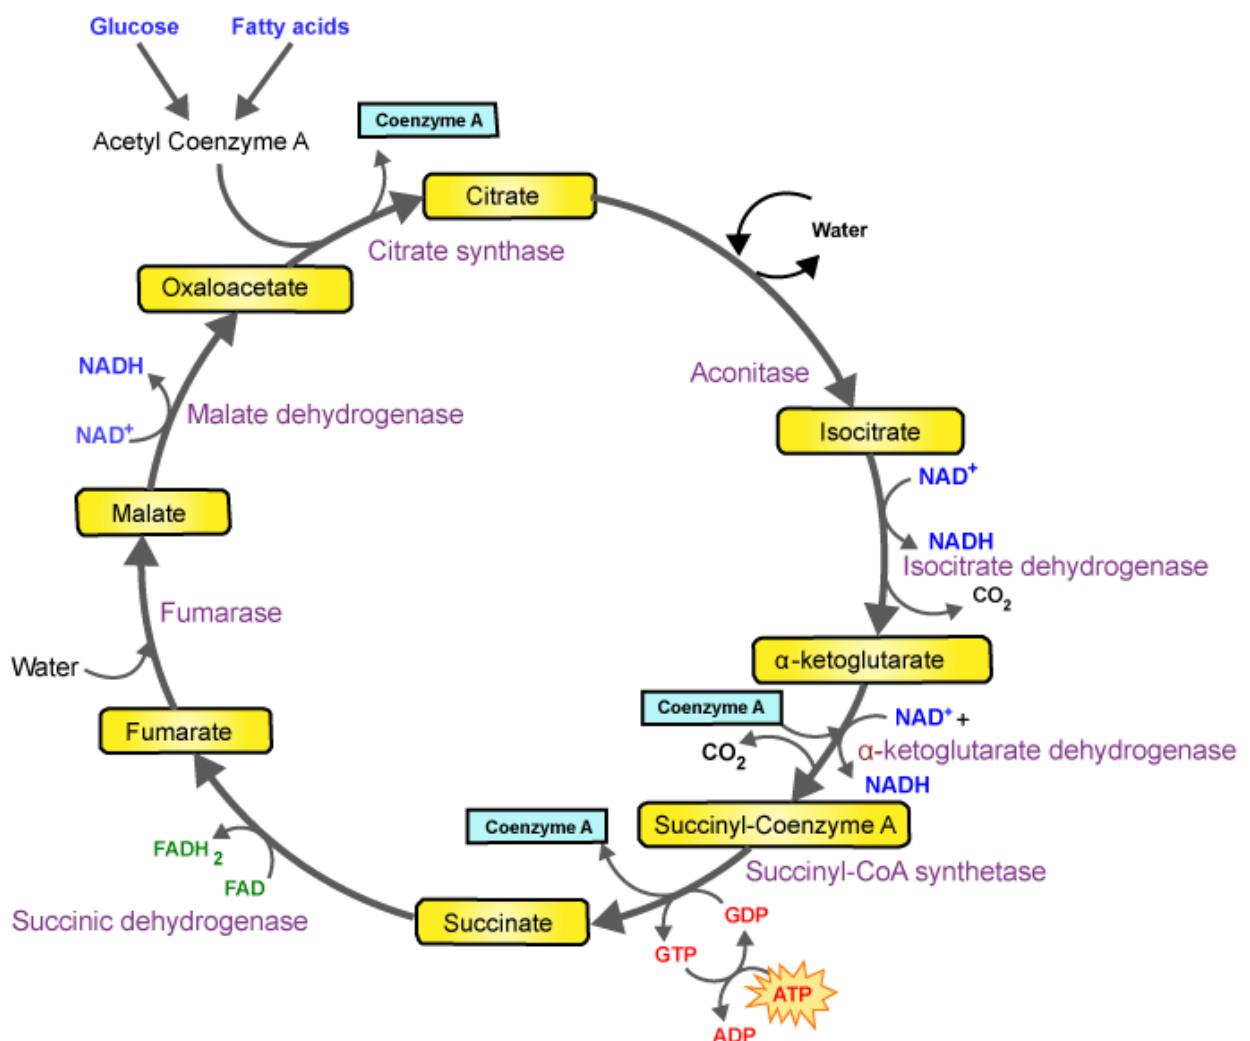 Glucose
Fatty acids
Acetyl Coenzyme A
Coenzyme A
Citrate
Citrate synthase
Water
Oxaloacetate
NADH
Malate dehydrogenase
NAD+
Aconitase
Isocitrate
NAD+
NADH
Isocitrate dehydrogenase
CO2
Malate
Fumarase
Water
α-ketoglutarate
Coenzyme A
NAD+ +
CO2
α-ketoglutarate dehydrogenase
NADH
Fumarate
Succinyl-Coenzyme A
Coenzyme A
Succinyl-CoA synthetase
FADH2
FAD
Succinic dehydrogenase
Succinate
GDP
GTP
ATP
ADP